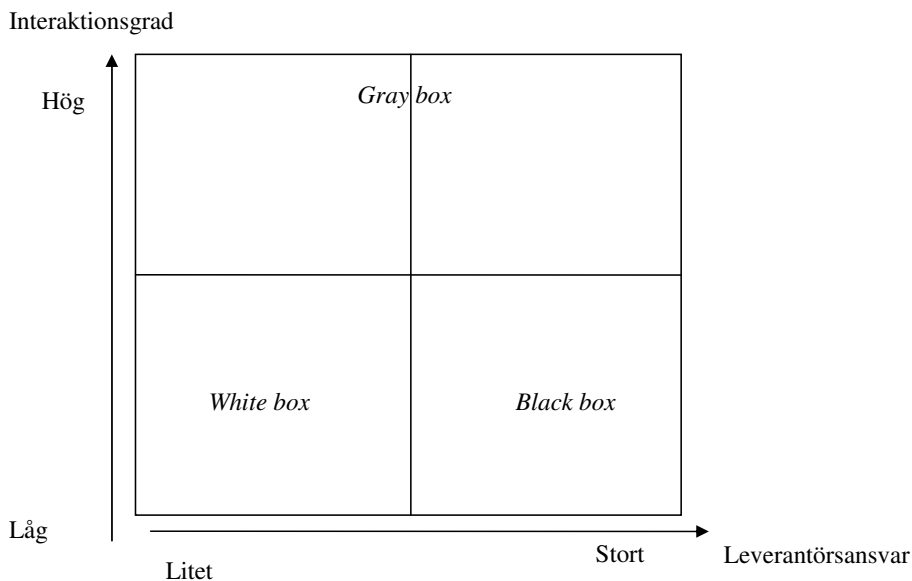 Interaktionsgrad
Hög
Gray box
White box
Black box
Låg
Stort
Leverantörsansvar
Litet